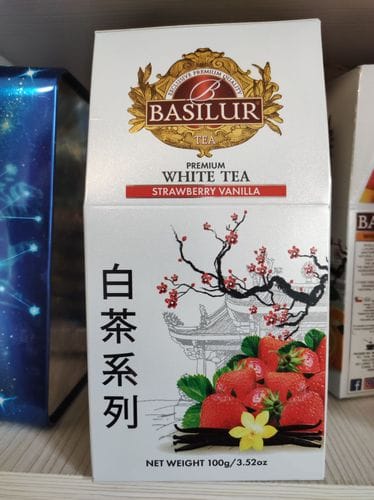 EXCLUSIVE PREMIUM QUALITY
B
BASILUR
TEA
PREMIUM
WHITE TEA
STRAWBERRY VANILLA
白茶系列
NET WEIGHT 100g/3.52oz
BAS